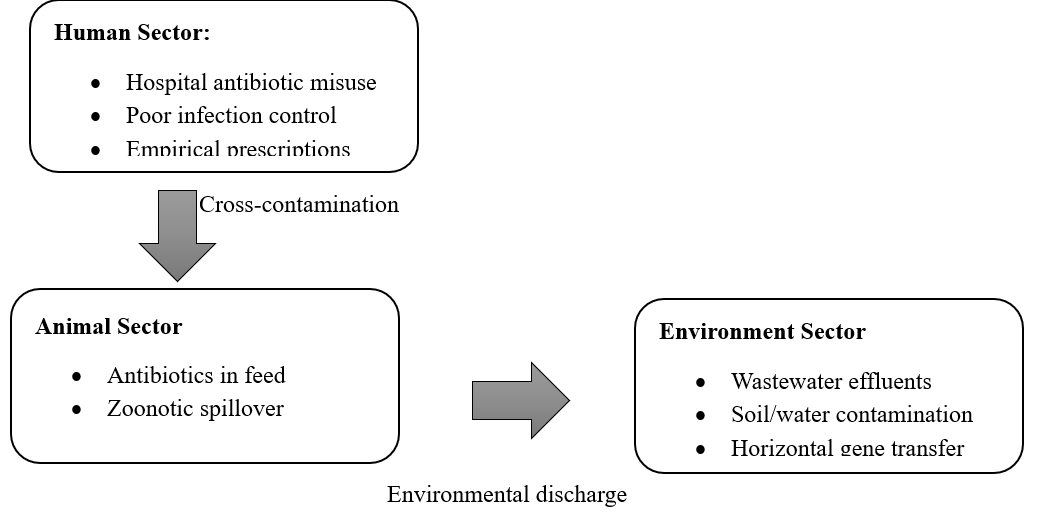 Human Sector:
• Hospital antibiotic misuse
• Poor infection control
• Empirical prescriptions
Cross-contamination
Animal Sector
• Antibiotics in feed
• Zoonotic spillover
Environment Sector
• Wastewater effluents
• Soil/water contamination
• Horizontal gene transfer
Environmental discharge